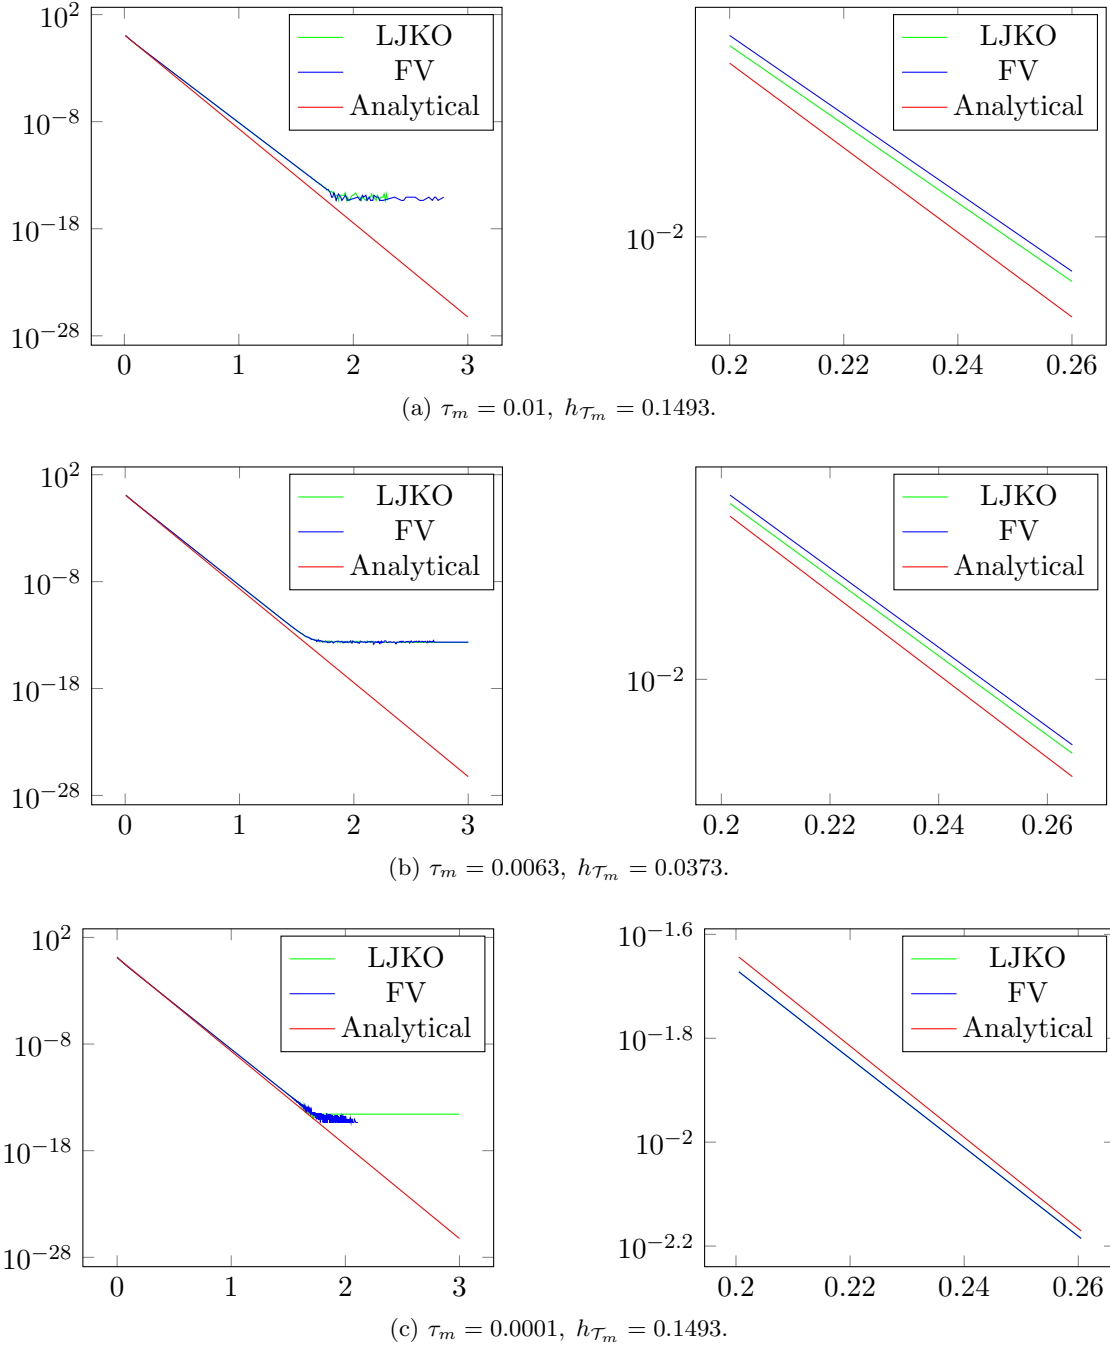 10^2
10^{-8}
10^{-18}
10^{-28}
0 1 2 3
LJKO
FV
Analytical
10^{-2}
0.2 0.22 0.24 0.26
LJKO
FV
Analytical
(a) τ_m = 0.01, h_{𝒯_m} = 0.1493.
10^2
10^{-8}
10^{-18}
10^{-28}
0 1 2 3
LJKO
FV
Analytical
10^{-2}
0.2 0.22 0.24 0.26
LJKO
FV
Analytical
(b) τ_m = 0.0063, h_{𝒯_m} = 0.0373.
10^2
10^{-8}
10^{-18}
10^{-28}
0 1 2 3
LJKO
FV
Analytical
10^{-1.6}
10^{-1.8}
10^{-2}
10^{-2.2}
0.2 0.22 0.24 0.26
LJKO
FV
Analytical
(c) τ_m = 0.0001, h_{𝒯_m} = 0.1493.